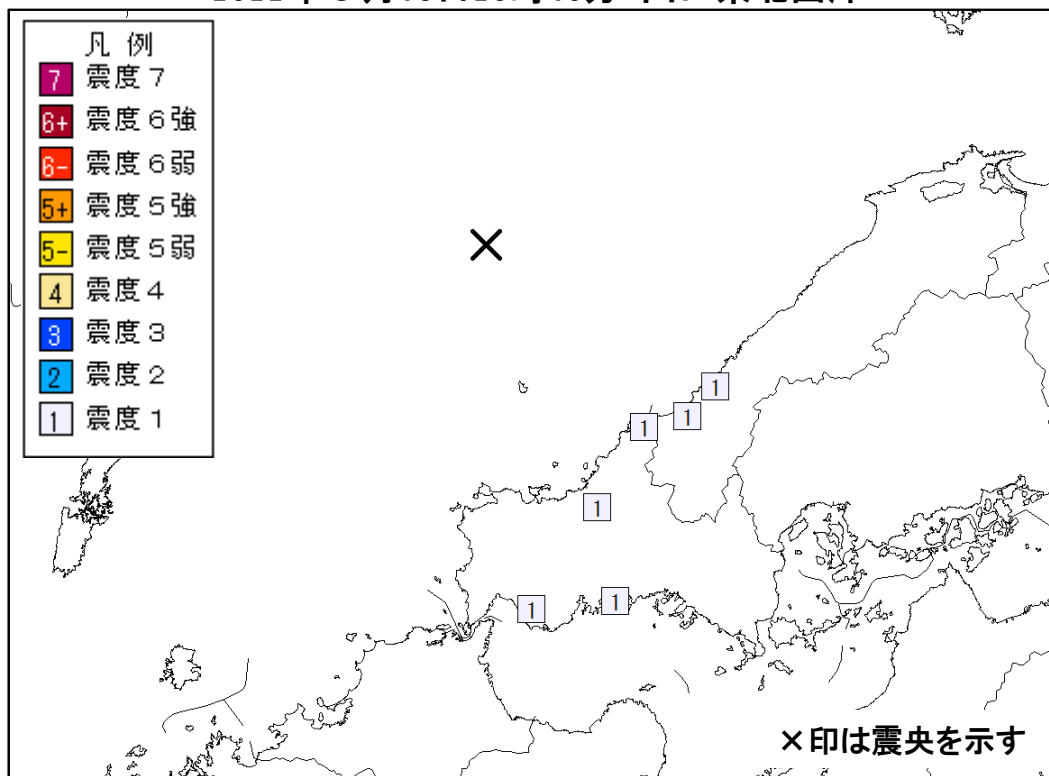 凡 例
7 震度７
6+ 震度６強
6- 震度６弱
5+ 震度５強
5- 震度５弱
4 震度４
3 震度３
2 震度２
1 震度１
1
1
1
1
1
1
×印は震央を示す